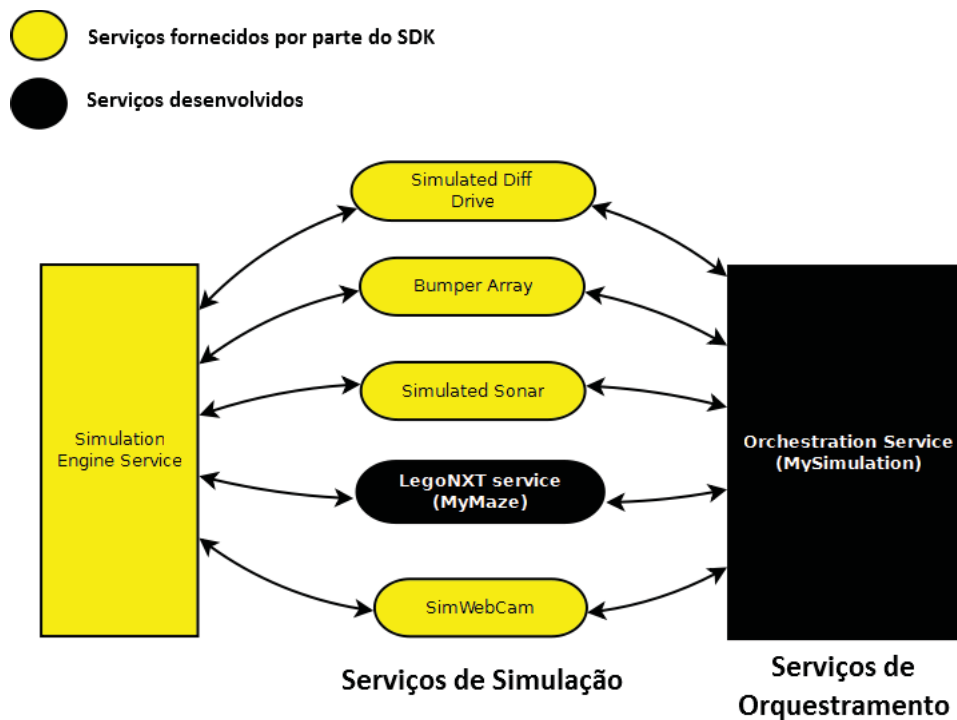 Serviços fornecidos por parte do SDK
Serviços desenvolvidos
Simulated Diff
Drive
Bumper Array
Simulated Sonar
Simulation
Engine Service
LegoNXT service
(MyMaze)
Orchestration Service
(MySimulation)
SimWebCam
Serviços de Simulação
Serviços de
Orquestramento